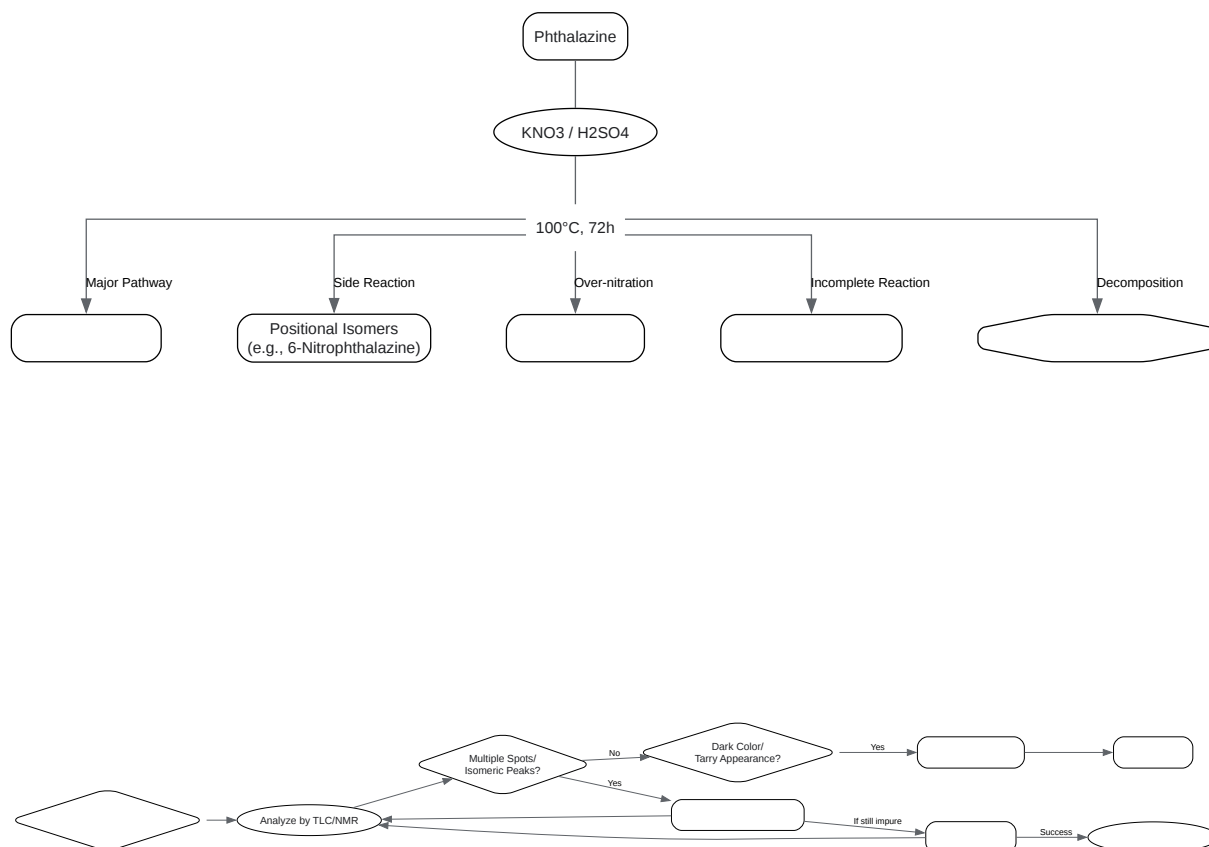 Phthalazine
KNO3 / H2SO4
100°C, 72h
Major Pathway
Side Reaction
Over-nitration
Incomplete Reaction
Decomposition
Positional Isomers
(e.g., 6-Nitrophthalazine)
Multiple Spots/
Isomeric Peaks?
No
Dark Color/
Tarry Appearance?
Yes
Yes
Analyze by TLC/NMR
If still impure
Success